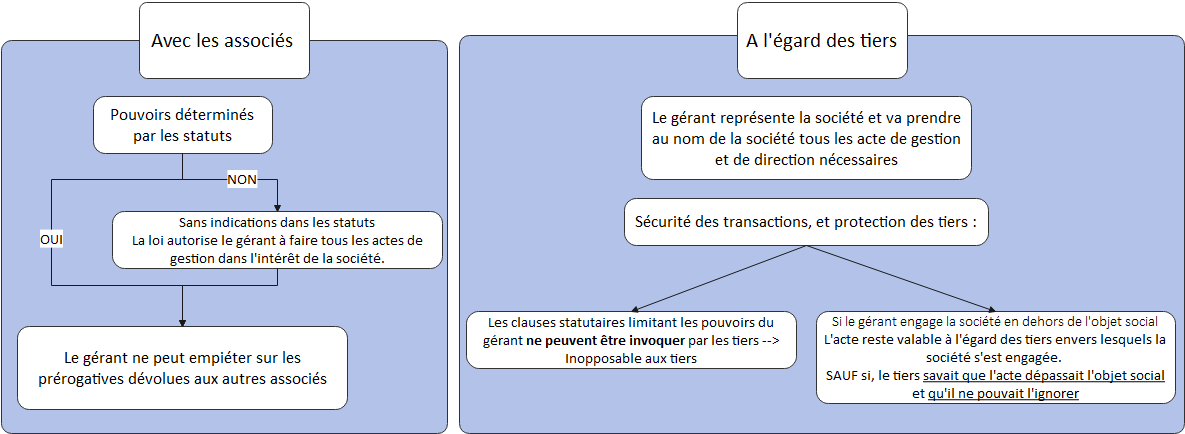 Avec les associés
Pouvoirs déterminés
par les statuts
NON
OUI
Sans indications dans les statuts
La loi autorise le gérant à faire tous les actes de
gestion dans l'intérêt de la société.
Le gérant ne peut empiéter sur les
prérogatives dévolues aux autres associés
A l'égard des tiers
Le gérant représente la société et va prendre
au nom de la société tous les acte de gestion
et de direction nécessaires
Sécurité des transactions, et protection des tiers :
Les clauses statutaires limitant les pouvoirs du
gérant ne peuvent être invoquer par les tiers -->
Inopposable aux tiers
Si le gérant engage la société en dehors de l'objet social
L'acte reste valable à l'égard des tiers envers lesquels la
société s'est engagée.
SAUF si, le tiers savait que l'acte dépassait l'objet social
et qu'il ne pouvait l'ignorer